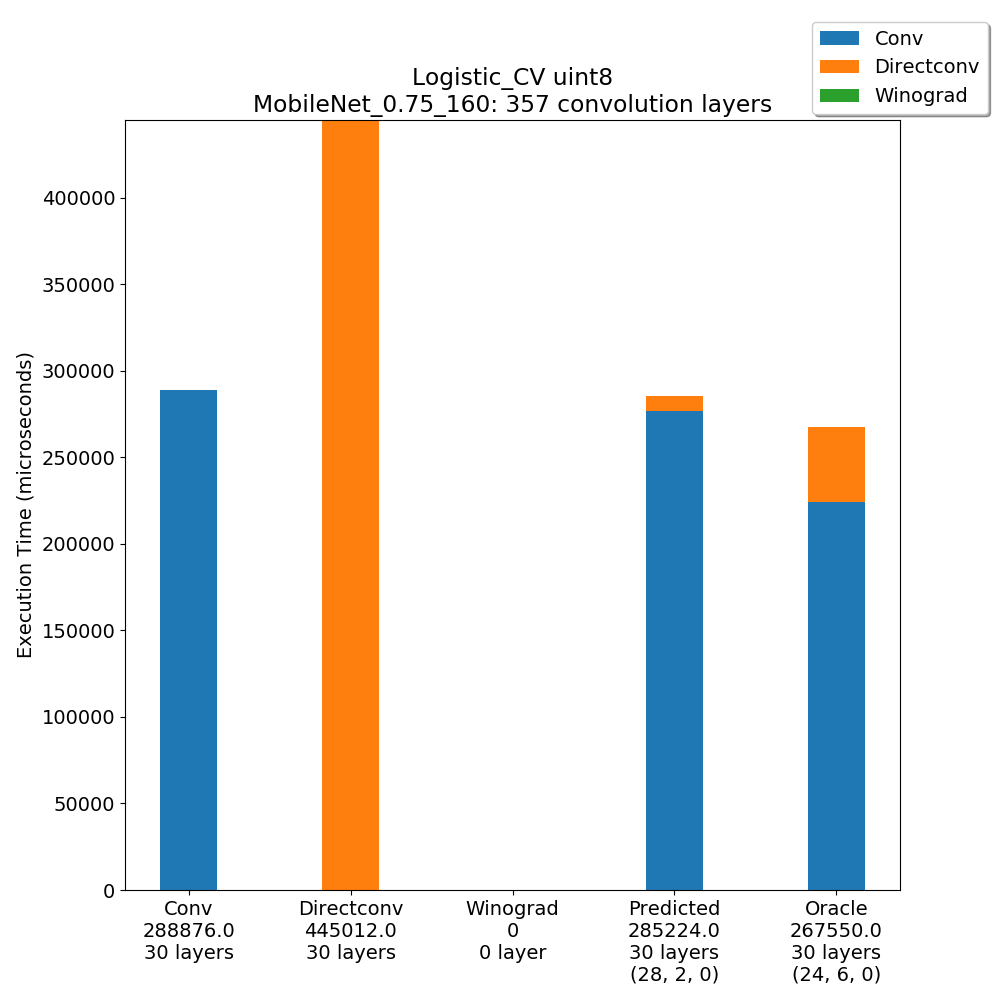 Conv
Directconv
Winograd
Logistic_CV uint8
MobileNet_0.75_160: 357 convolution layers
Execution Time (microseconds)
400000
350000
300000
250000
200000
150000
100000
50000
0
Conv
288876.0
30 layers
Directconv
445012.0
30 layers
Winograd
0
0 layer
Predicted
285224.0
30 layers
(28, 2, 0)
Oracle
267550.0
30 layers
(24, 6, 0)